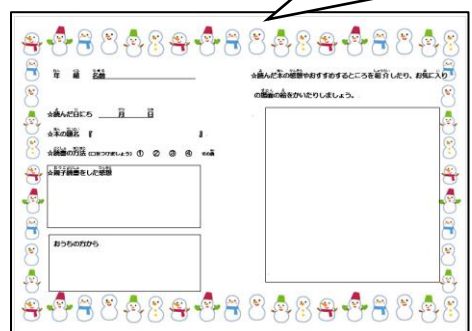 年 組 名前
☆読んだ日にち 月 日
☆本の題名 『 』
☆読書の方法 (○をつけましょう) ① ② ③ ④ その他
☆親子読書をした感想
おうちの方から
☆読んだ本の感想やおすすめするところを紹介したり、お気に入り
の場面の絵をかいたりしましょう。